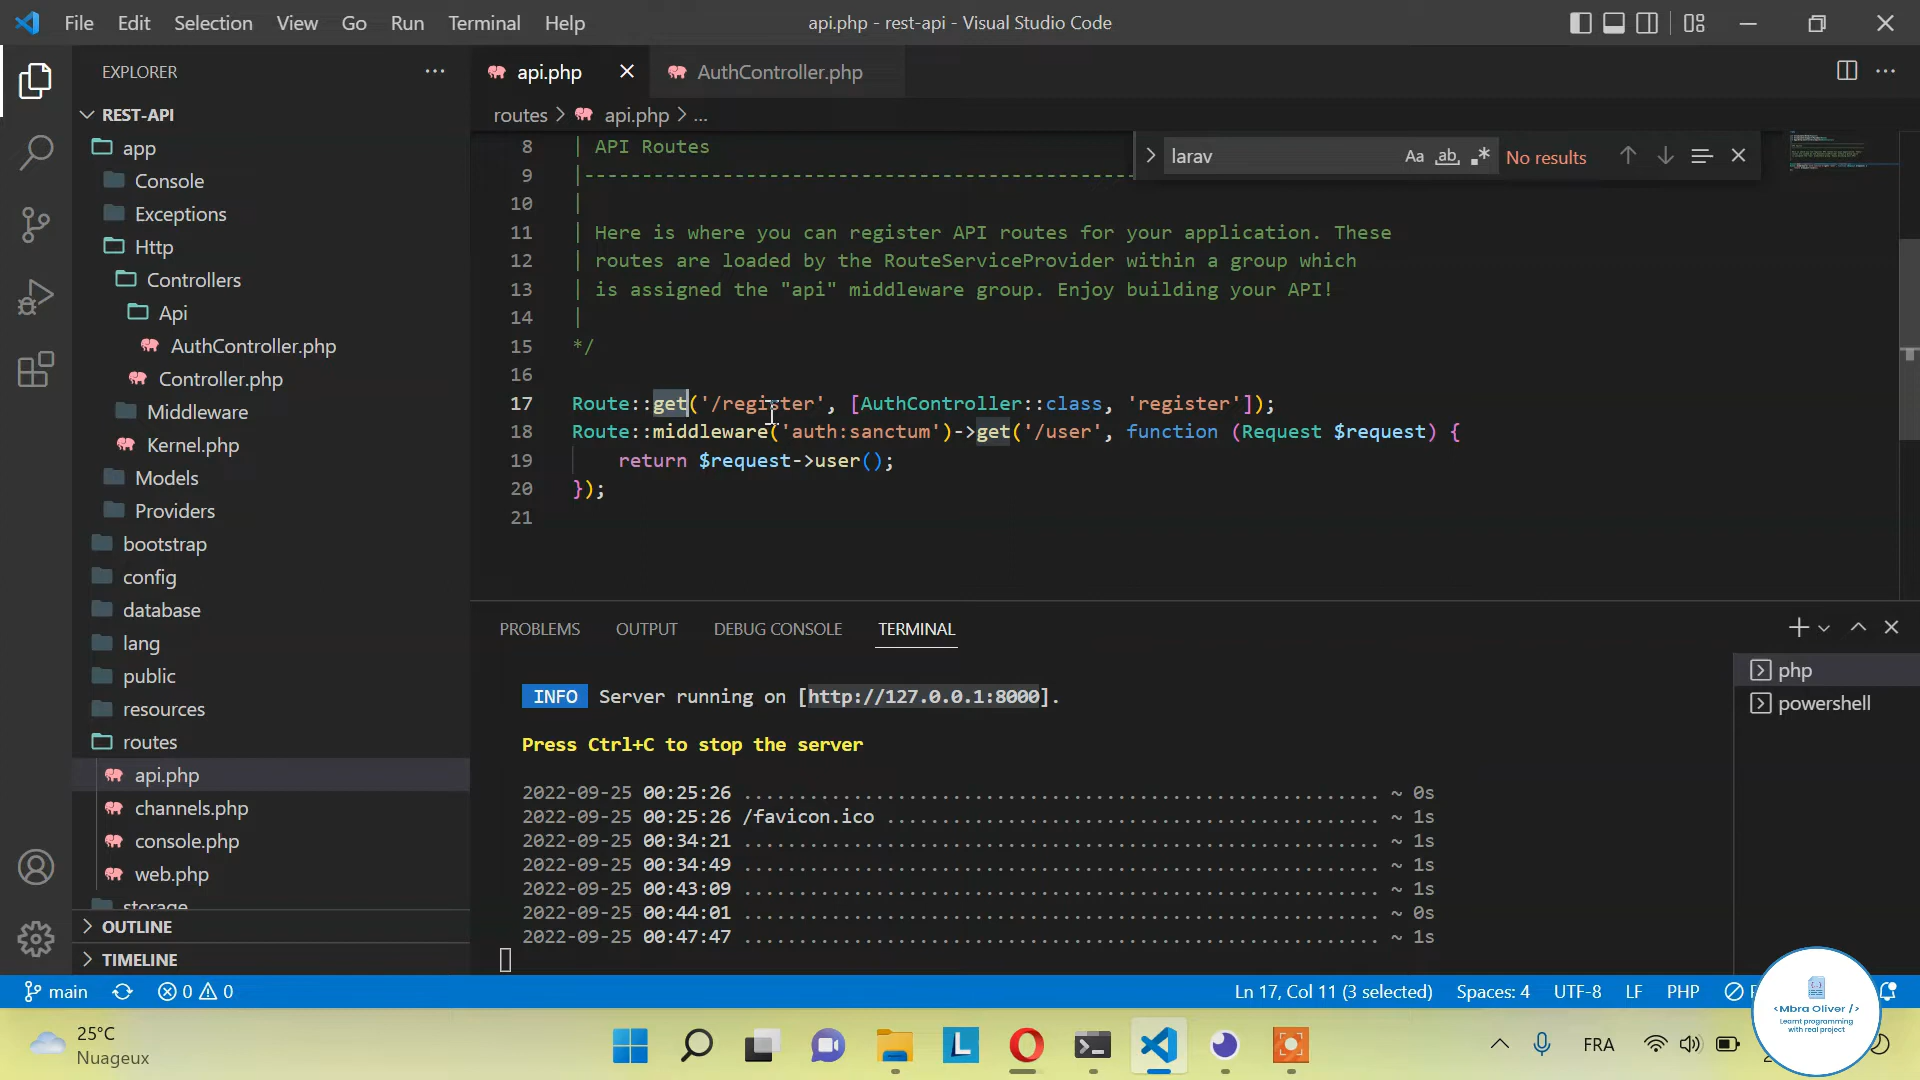 File Edit Selection View Go Run Terminal Help
api.php - rest-api - Visual Studio Code
EXPLORER
REST-API
app
Console
Exceptions
Http
Controllers
Api
AuthController.php
Controller.php
Middleware
Kernel.php
Models
Providers
bootstrap
config
database
lang
public
resources
routes
api.php
channels.php
console.php
web.php
storage
OUTLINE
TIMELINE
api.php
AuthController.php
routes > api.php > ...
larav
Aa ab .*
No results
8 | API Routes
9 |--------------------------------------------------
10 |
11 | Here is where you can register API routes for your application. These
12 | routes are loaded by the RouteServiceProvider within a group which
13 | is assigned the "api" middleware group. Enjoy building your API!
14 |
15 */
16
17 Route::get('/register', [AuthController::class, 'register']);
18 Route::middleware('auth:sanctum')->get('/user', function (Request $request) {
19 return $request->user();
20 });
21
PROBLEMS OUTPUT DEBUG CONSOLE TERMINAL
INFO Server running on [http://127.0.0.1:8000].
Press Ctrl+C to stop the server
2022-09-25 00:25:26 ....................................................... ~ 0s
2022-09-25 00:25:26 /favicon.ico ........................................... ~ 1s
2022-09-25 00:34:21 ....................................................... ~ 1s
2022-09-25 00:34:49 ....................................................... ~ 1s
2022-09-25 00:43:09 ....................................................... ~ 1s
2022-09-25 00:44:01 ....................................................... ~ 0s
2022-09-25 00:47:47 ....................................................... ~ 1s
php
powershell
main
0 0
Ln 17, Col 11 (3 selected)
Spaces: 4
UTF-8
LF
PHP
<Mbra Oliver />
Learnt programming
with real project
25°C
Nuageux
L
FRA